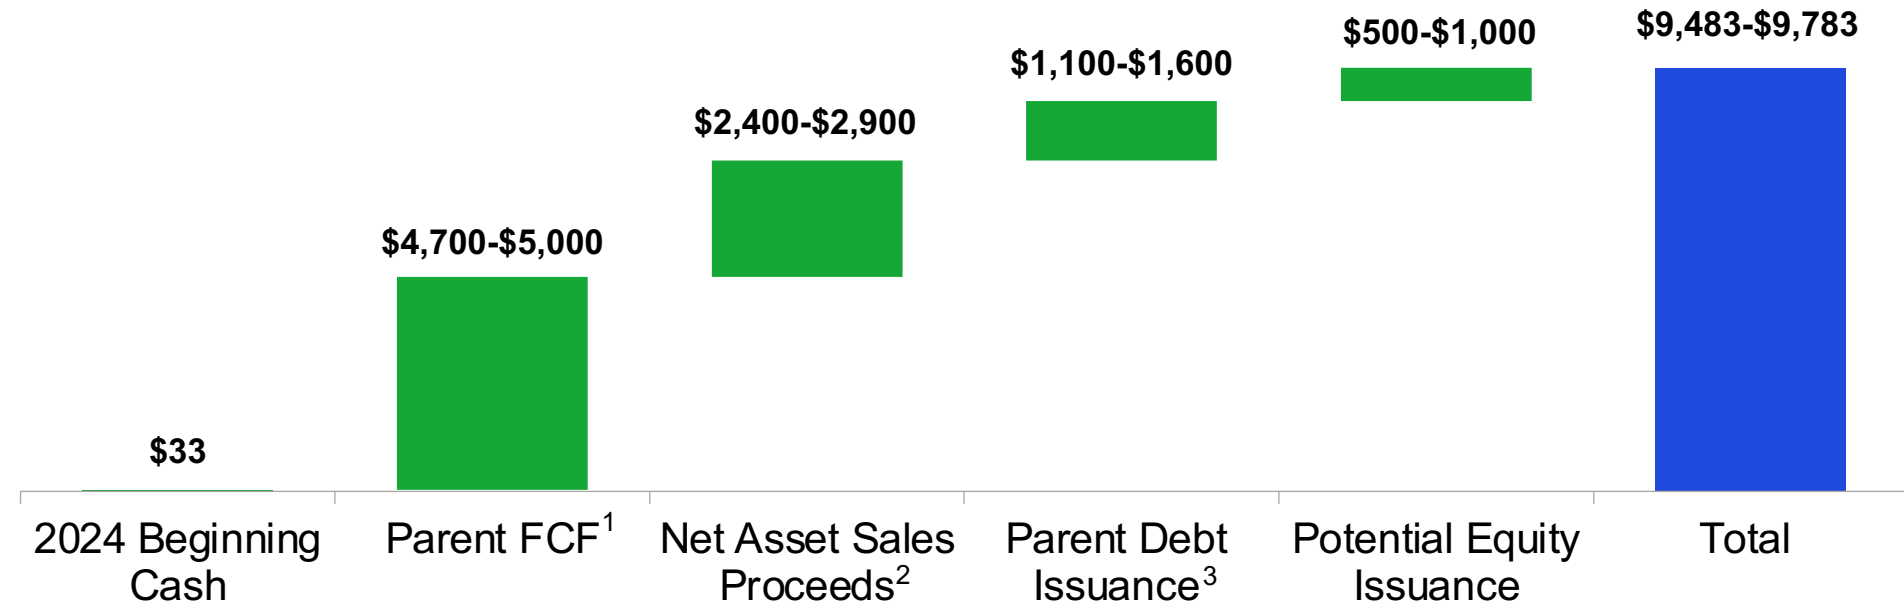 $33
$4,700-$5,000
$2,400-$2,900
$1,100-$1,600
$500-$1,000
$9,483-$9,783
2024 Beginning
Cash
Parent FCF1
Net Asset Sales
Proceeds2
Parent Debt
Issuance3
Potential Equity
Issuance
Total